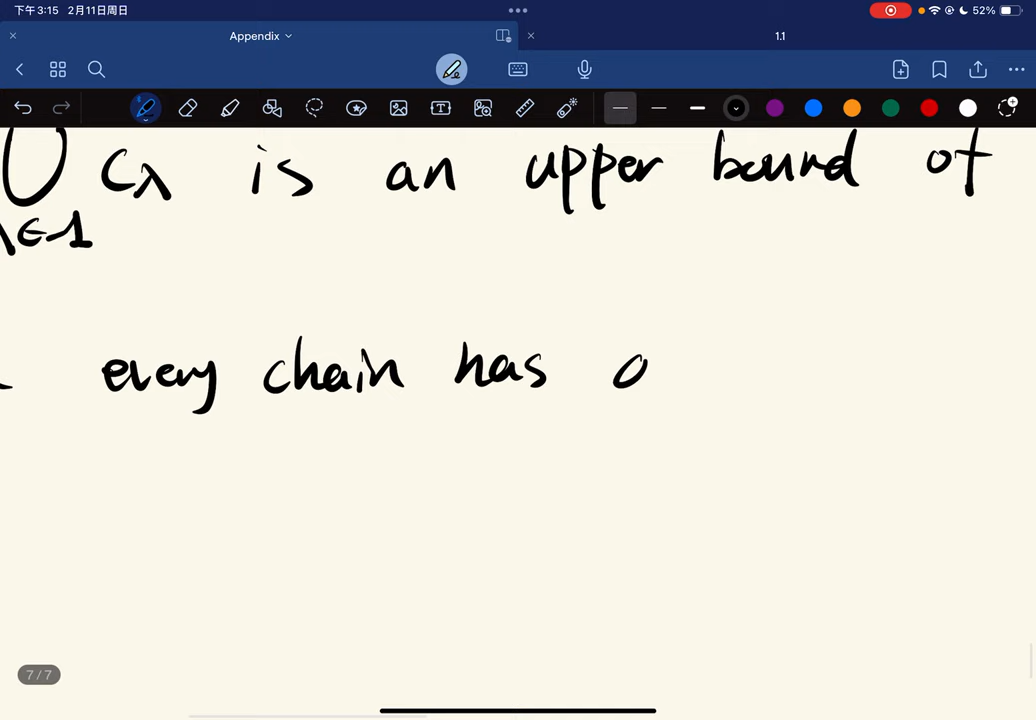 下午3:15 2月11日周日
52%
Appendix
1.1
⋃ Cλ is an upper bound of
λ∈Λ
every chain has
7 / 7